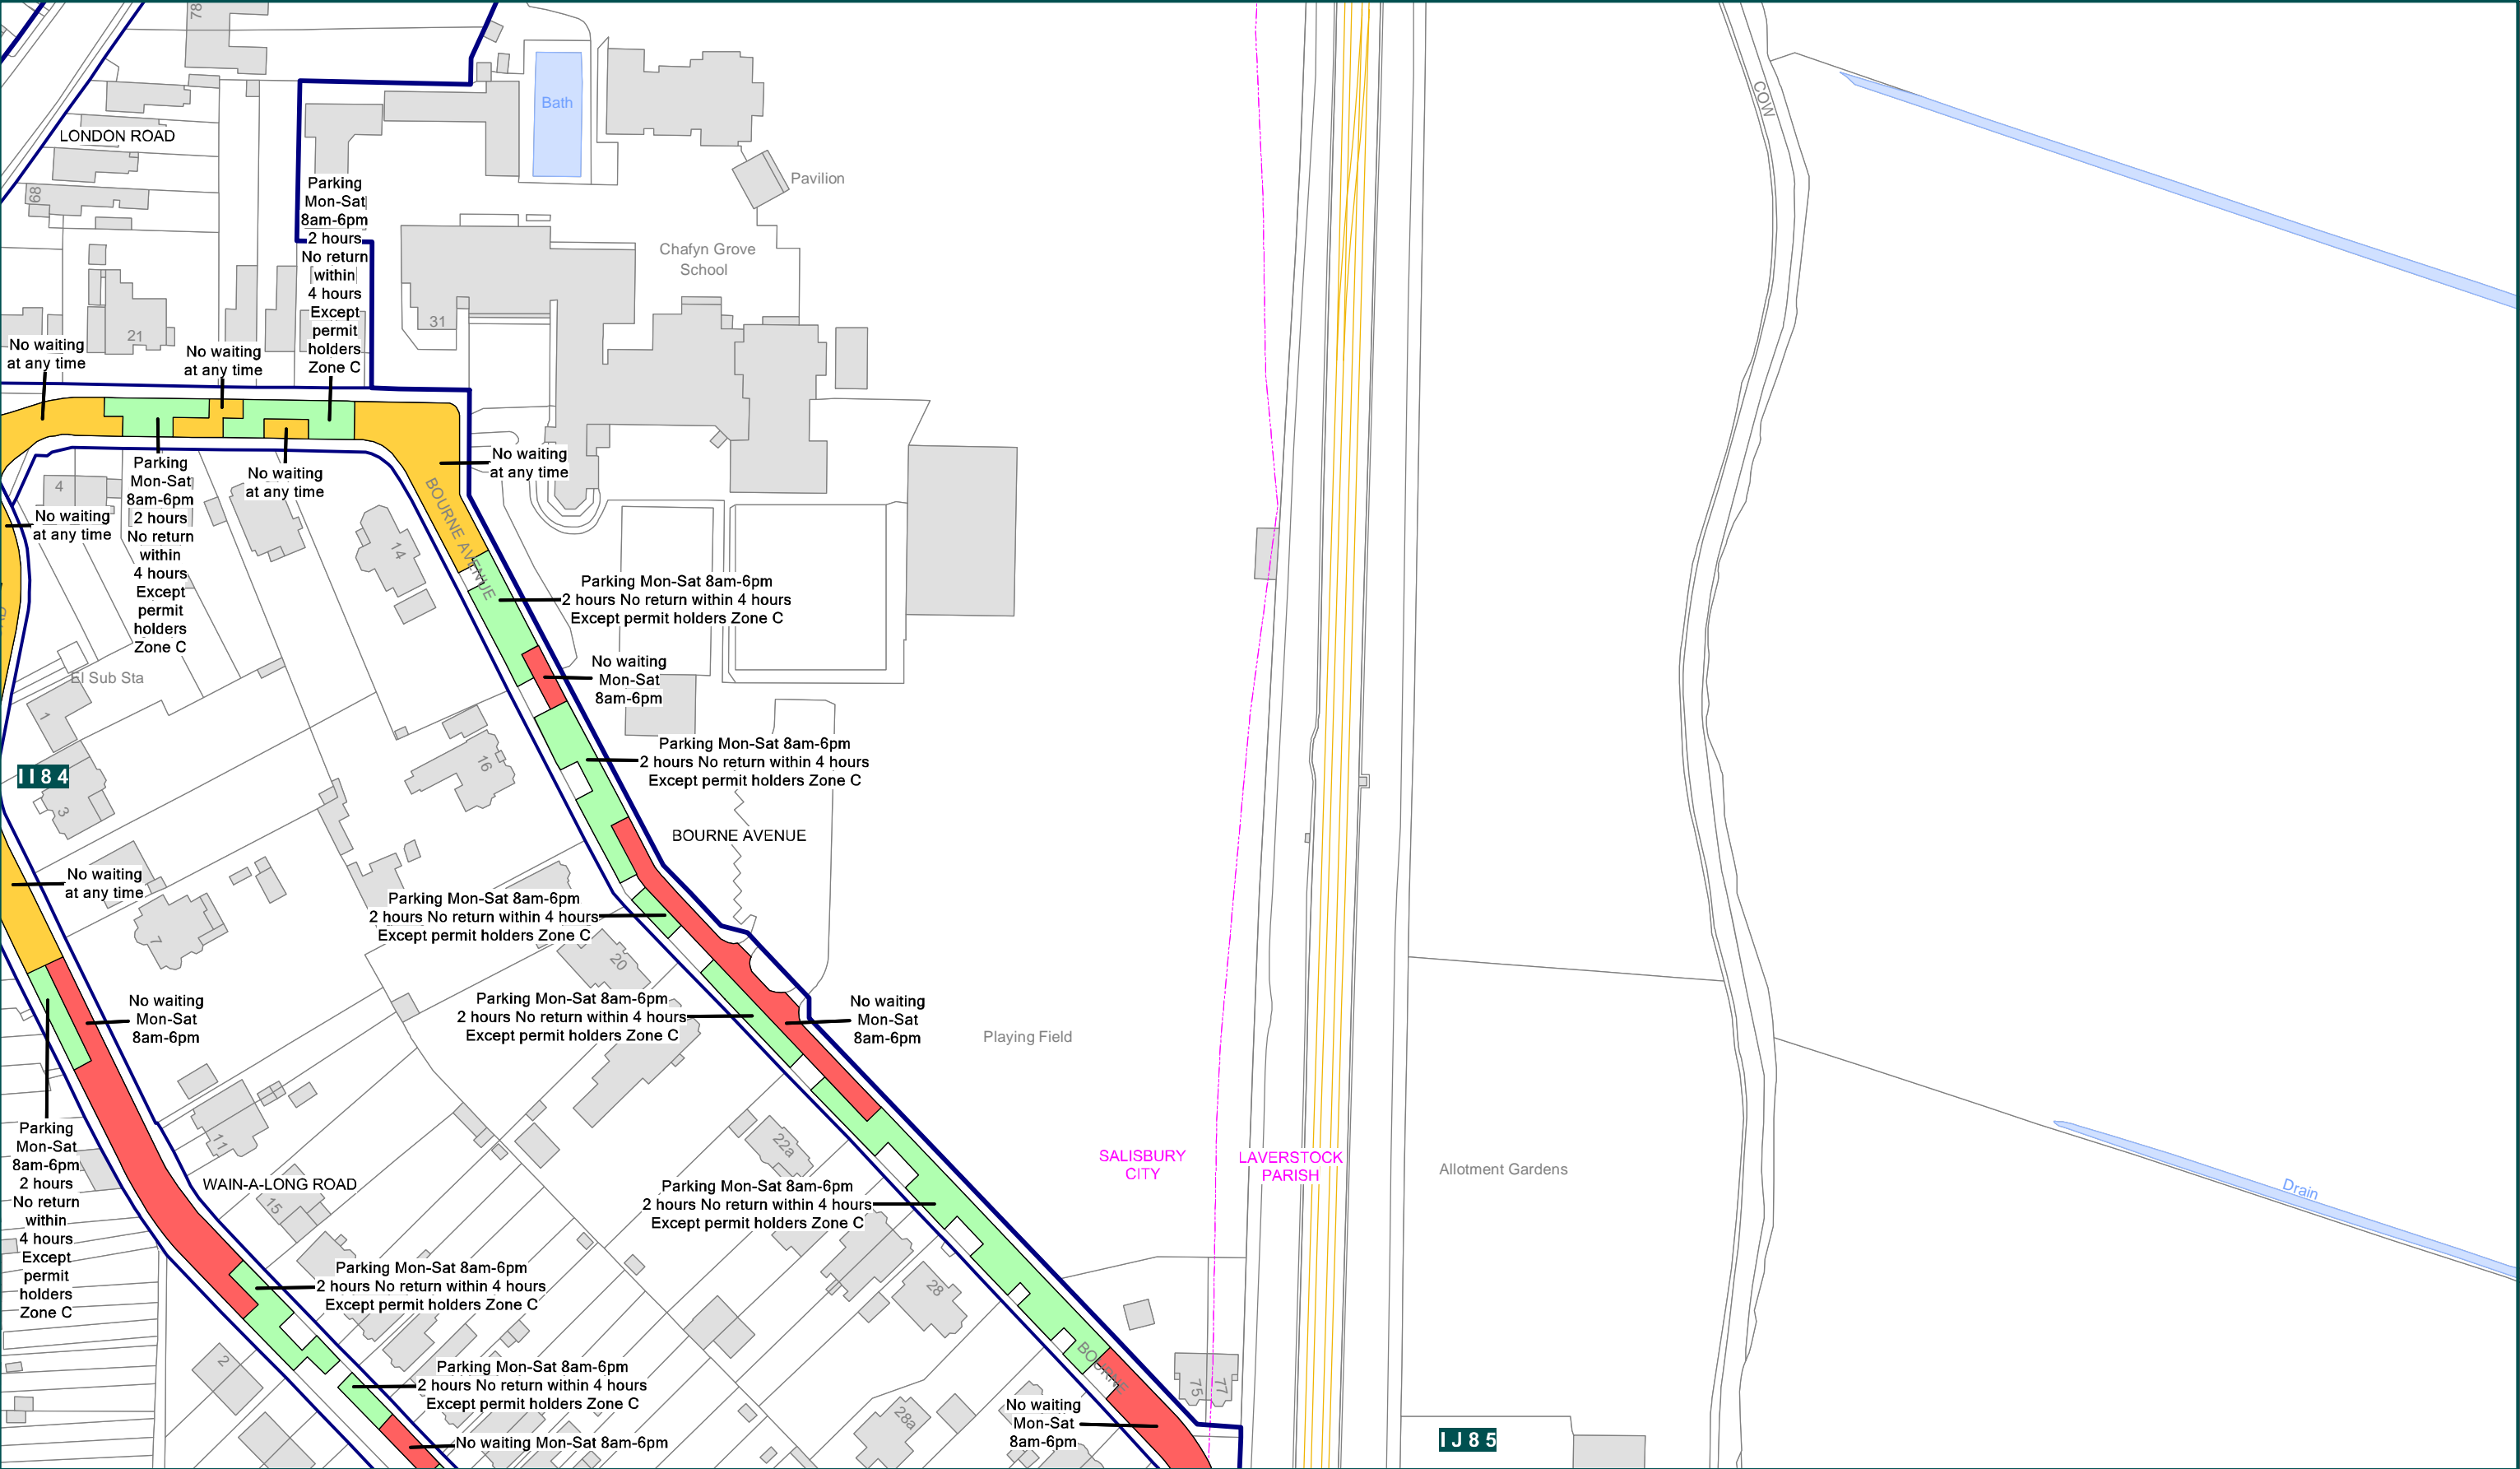 78
COW
Bath
LONDON ROAD
Pavilion
68
Parking
Mon-Sat
8am-6pm
2 hours
No return
within
4 hours
Except
permit
holders
Zone C
Chafyn Grove
School
31
21
No waiting
at any time
No waiting
at any time
No waiting
at any time
Parking
Mon-Sat
8am-6pm
2 hours
No return
within
4 hours
Except
permit
holders
Zone C
No waiting
at any time
4
No waiting
at any time
BOURNE AVENUE
14
Parking Mon-Sat 8am-6pm
2 hours No return within 4 hours
Except permit holders Zone C
No waiting
Mon-Sat
8am-6pm
El Sub Sta
1
16
Parking Mon-Sat 8am-6pm
2 hours No return within 4 hours
Except permit holders Zone C
II84
3
BOURNE AVENUE
No waiting
at any time
Parking Mon-Sat 8am-6pm
2 hours No return within 4 hours
Except permit holders Zone C
7
20
No waiting
Mon-Sat
8am-6pm
Parking Mon-Sat 8am-6pm
2 hours No return within 4 hours
Except permit holders Zone C
No waiting
Mon-Sat
8am-6pm
Playing Field
Parking
Mon-Sat
8am-6pm
2 hours
No return
within
4 hours
Except
permit
holders
Zone C
11
22a
SALISBURY
CITY
LAVERSTOCK
PARISH
Allotment Gardens
Drain
WAIN-A-LONG ROAD
15
Parking Mon-Sat 8am-6pm
2 hours No return within 4 hours
Except permit holders Zone C
Parking Mon-Sat 8am-6pm
2 hours No return within 4 hours
Except permit holders Zone C
28
2
BOURNE
75
77
Parking Mon-Sat 8am-6pm
2 hours No return within 4 hours
Except permit holders Zone C
28a
No waiting
Mon-Sat
8am-6pm
No waiting Mon-Sat 8am-6pm
IJ85